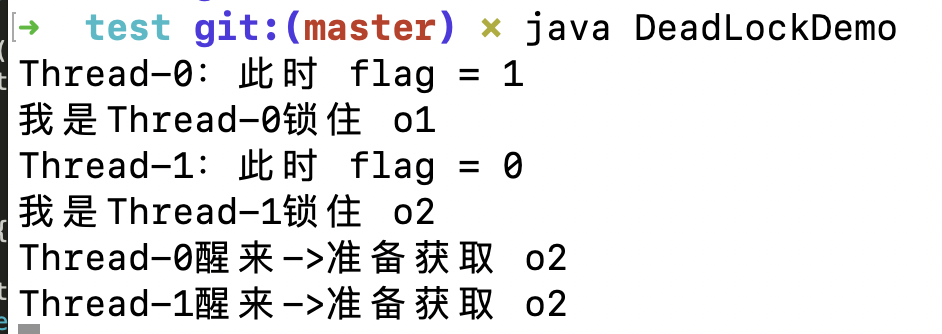 ➜ test git:(master) ✗ java DeadLockDemo
Thread-0：此时 flag = 1
我是Thread-0锁住 o1
Thread-1：此时 flag = 0
我是Thread-1锁住 o2
Thread-0醒来->准备获取 o2
Thread-1醒来->准备获取 o2